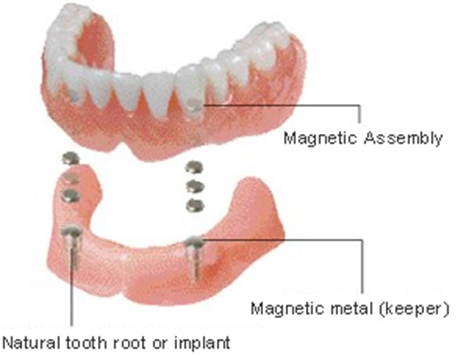 Magnetic Assembly
Magnetic metal (keeper)
Natural tooth root or implant